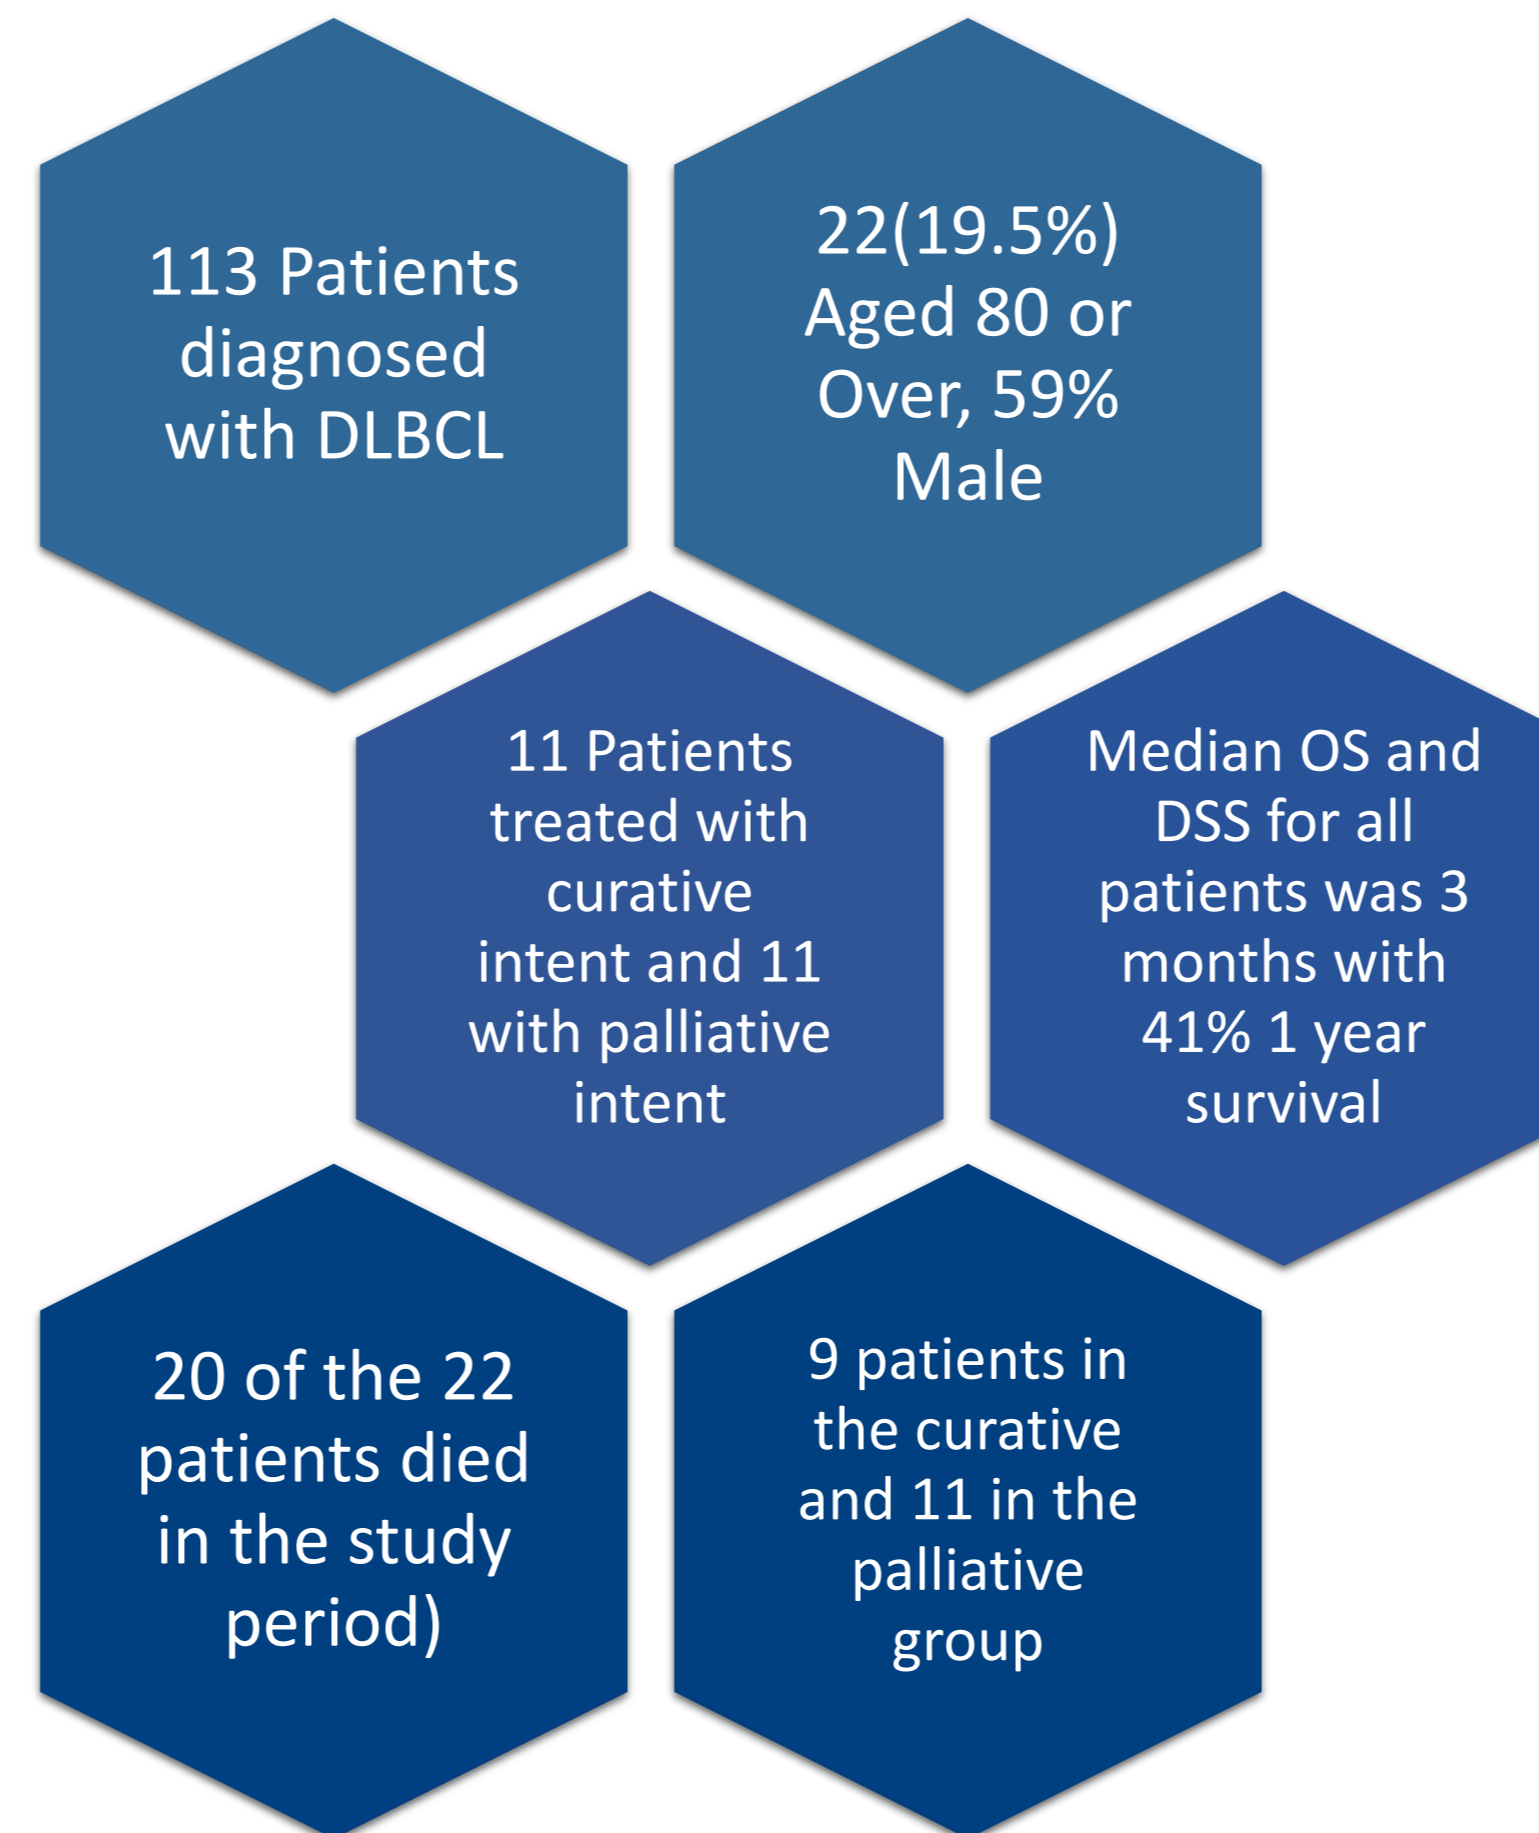 113 Patients
diagnosed
with DLBCL
22(19.5%)
Aged 80 or
Over, 59%
Male
11 Patients
treated with
curative
intent and 11
with palliative
intent
Median OS and
DSS for all
patients was 3
months with
41% 1 year
survival
20 of the 22
patients died
in the study
period)
9 patients in
the curative
and 11 in the
palliative
group